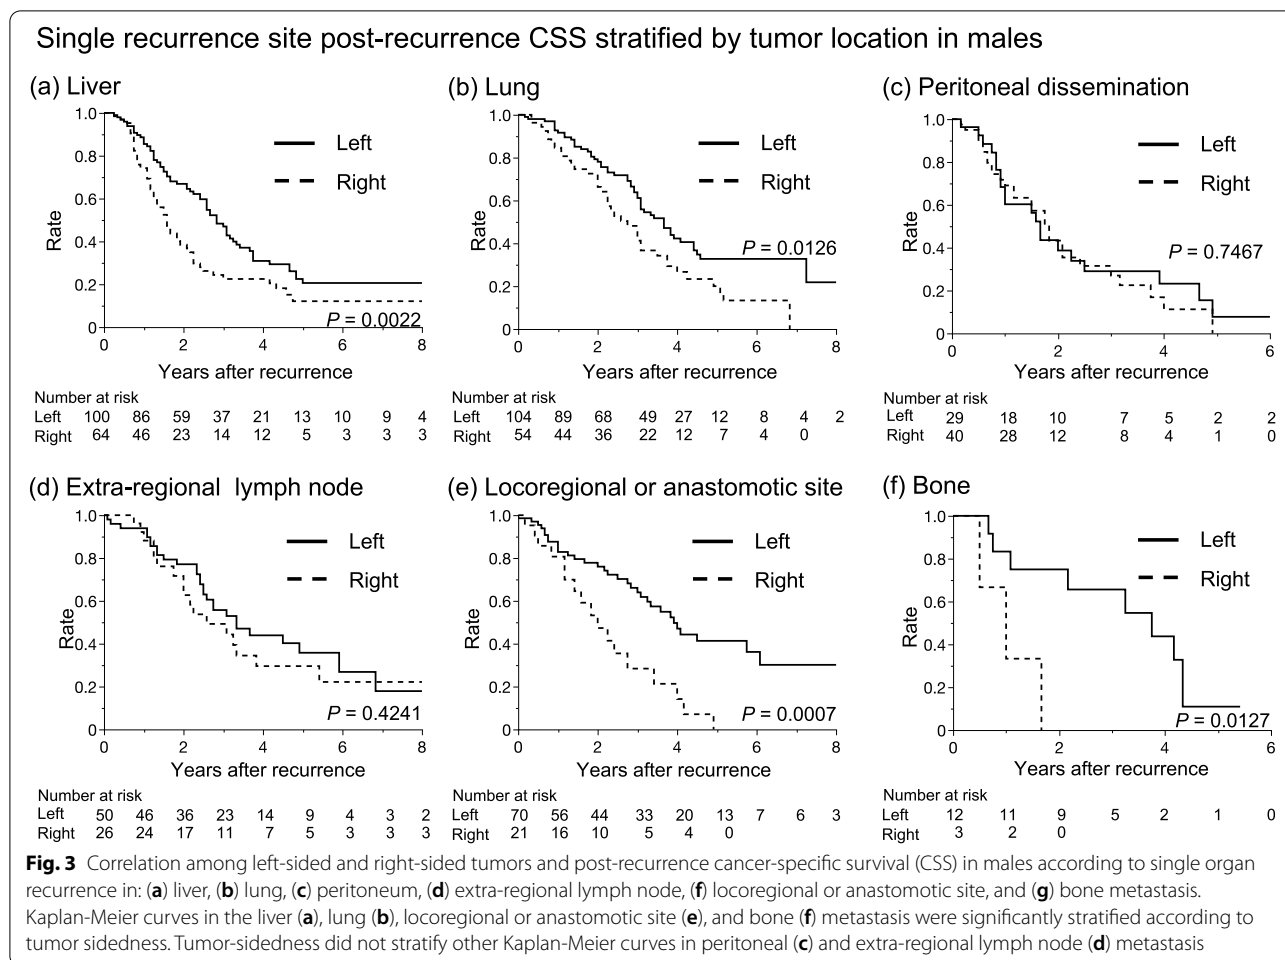 Single recurrence site post-recurrence CSS stratified by tumor location in males
(a) Liver
1.0
0.8
0.6
0.4
0.2
0
Rate
Left
Right
P = 0.0022
0 2 4 6 8
Years after recurrence
Number at risk
Left 100 86 59 37 21 13 10 9 4
Right 64 46 23 14 12 5 3 3 3
(b) Lung
1.0
0.8
0.6
0.4
0.2
0
Rate
Left
Right
P = 0.0126
0 2 4 6 8
Years after recurrence
Number at risk
Left 104 89 68 49 27 12 8 4 2
Right 54 44 36 22 12 7 4 0
(c) Peritoneal dissemination
1.0
0.8
0.6
0.4
0.2
0
Rate
Left
Right
P = 0.7467
0 2 4 6
Years after recurrence
Number at risk
Left 29 18 10 7 5 2 2
Right 40 28 12 8 4 1 0
(d) Extra-regional lymph node
1.0
0.8
0.6
0.4
0.2
0
Rate
Left
Right
P = 0.4241
0 2 4 6 8
Years after recurrence
Number at risk
Left 50 46 36 23 14 9 4 3 2
Right 26 24 17 11 7 5 3 3 3
(e) Locoregional or anastomotic site
1.0
0.8
0.6
0.4
0.2
0
Rate
Left
Right
P = 0.0007
0 2 4 6 8
Years after recurrence
Number at risk
Left 70 56 44 33 20 13 7 6 3
Right 21 16 10 5 4 0
(f) Bone
1.0
0.8
0.6
0.4
0.2
0
Rate
Left
Right
P = 0.0127
0 2 4 6
Years after recurrence
Number at risk
Left 12 11 9 5 2 1 0
Right 3 2 0
Fig. 3 Correlation among left-sided and right-sided tumors and post-recurrence cancer-specific survival (CSS) in males according to single organ
recurrence in: (a) liver, (b) lung, (c) peritoneum, (d) extra-regional lymph node, (f) locoregional or anastomotic site, and (g) bone metastasis.
Kaplan-Meier curves in the liver (a), lung (b), locoregional or anastomotic site (e), and bone (f) metastasis were significantly stratified according to
tumor sidedness. Tumor-sidedness did not stratify other Kaplan-Meier curves in peritoneal (c) and extra-regional lymph node (d) metastasis